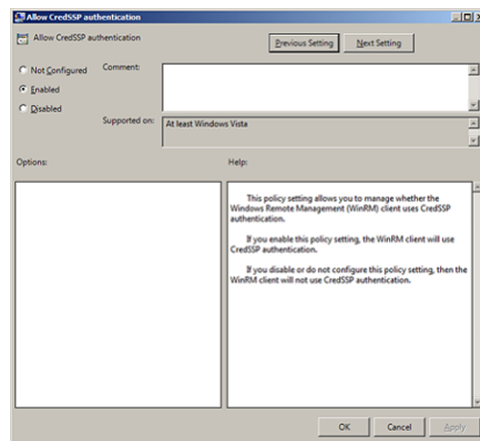 Allow CredSSP authentication
Allow CredSSP authentication
Previous Setting Next Setting
Not Configured
Comment:
Enabled
Disabled
Supported on:
At least Windows Vista
Options:
Help:
This policy setting allows you to manage whether the
Windows Remote Management (WinRM) client uses CredSSP
authentication.
If you enable this policy setting, the WinRM client will use
CredSSP authentication.
If you disable or do not configure this policy setting, then the
WinRM client will not use CredSSP authentication.
OK Cancel Apply